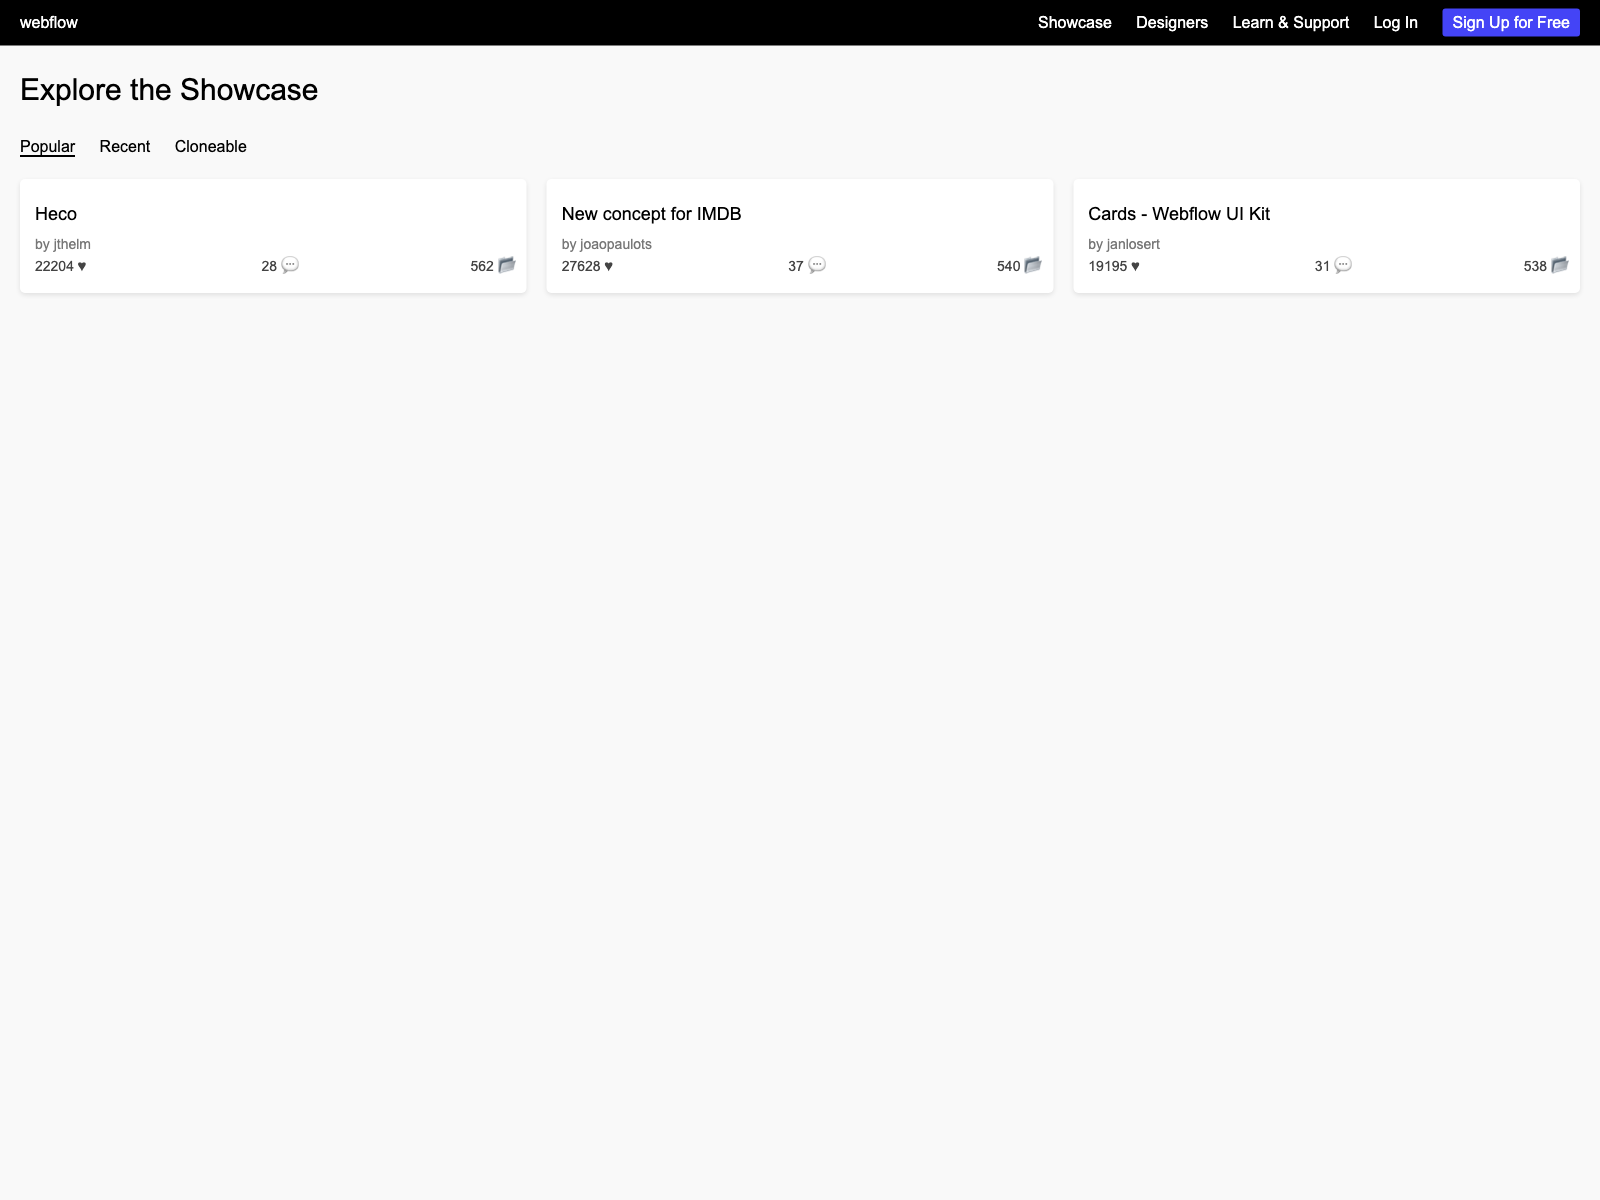 webflow
Showcase Designers Learn & Support Log In Sign Up for Free
Explore the Showcase
Popular Recent Cloneable
Heco
by jthelm
22204 ♥ 28 💬 562 📂
New concept for IMDB
by joaopaulots
27628 ♥ 37 💬 540 📂
Cards - Webflow UI Kit
by janlosert
19195 ♥ 31 💬 538 📂